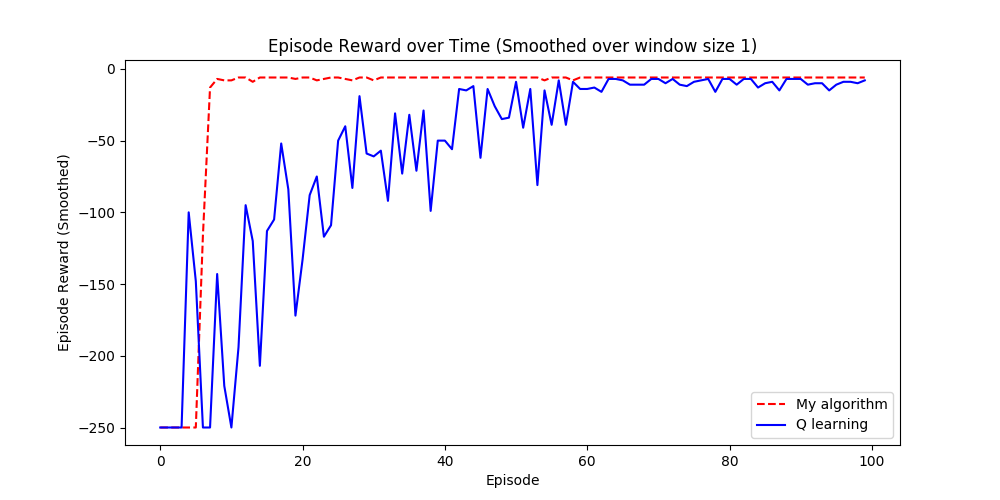 Episode Reward over Time (Smoothed over window size 1)
Episode Reward (Smoothed)
0
−50
−100
−150
−200
−250
0
20
40
60
80
100
Episode
My algorithm
Q learning